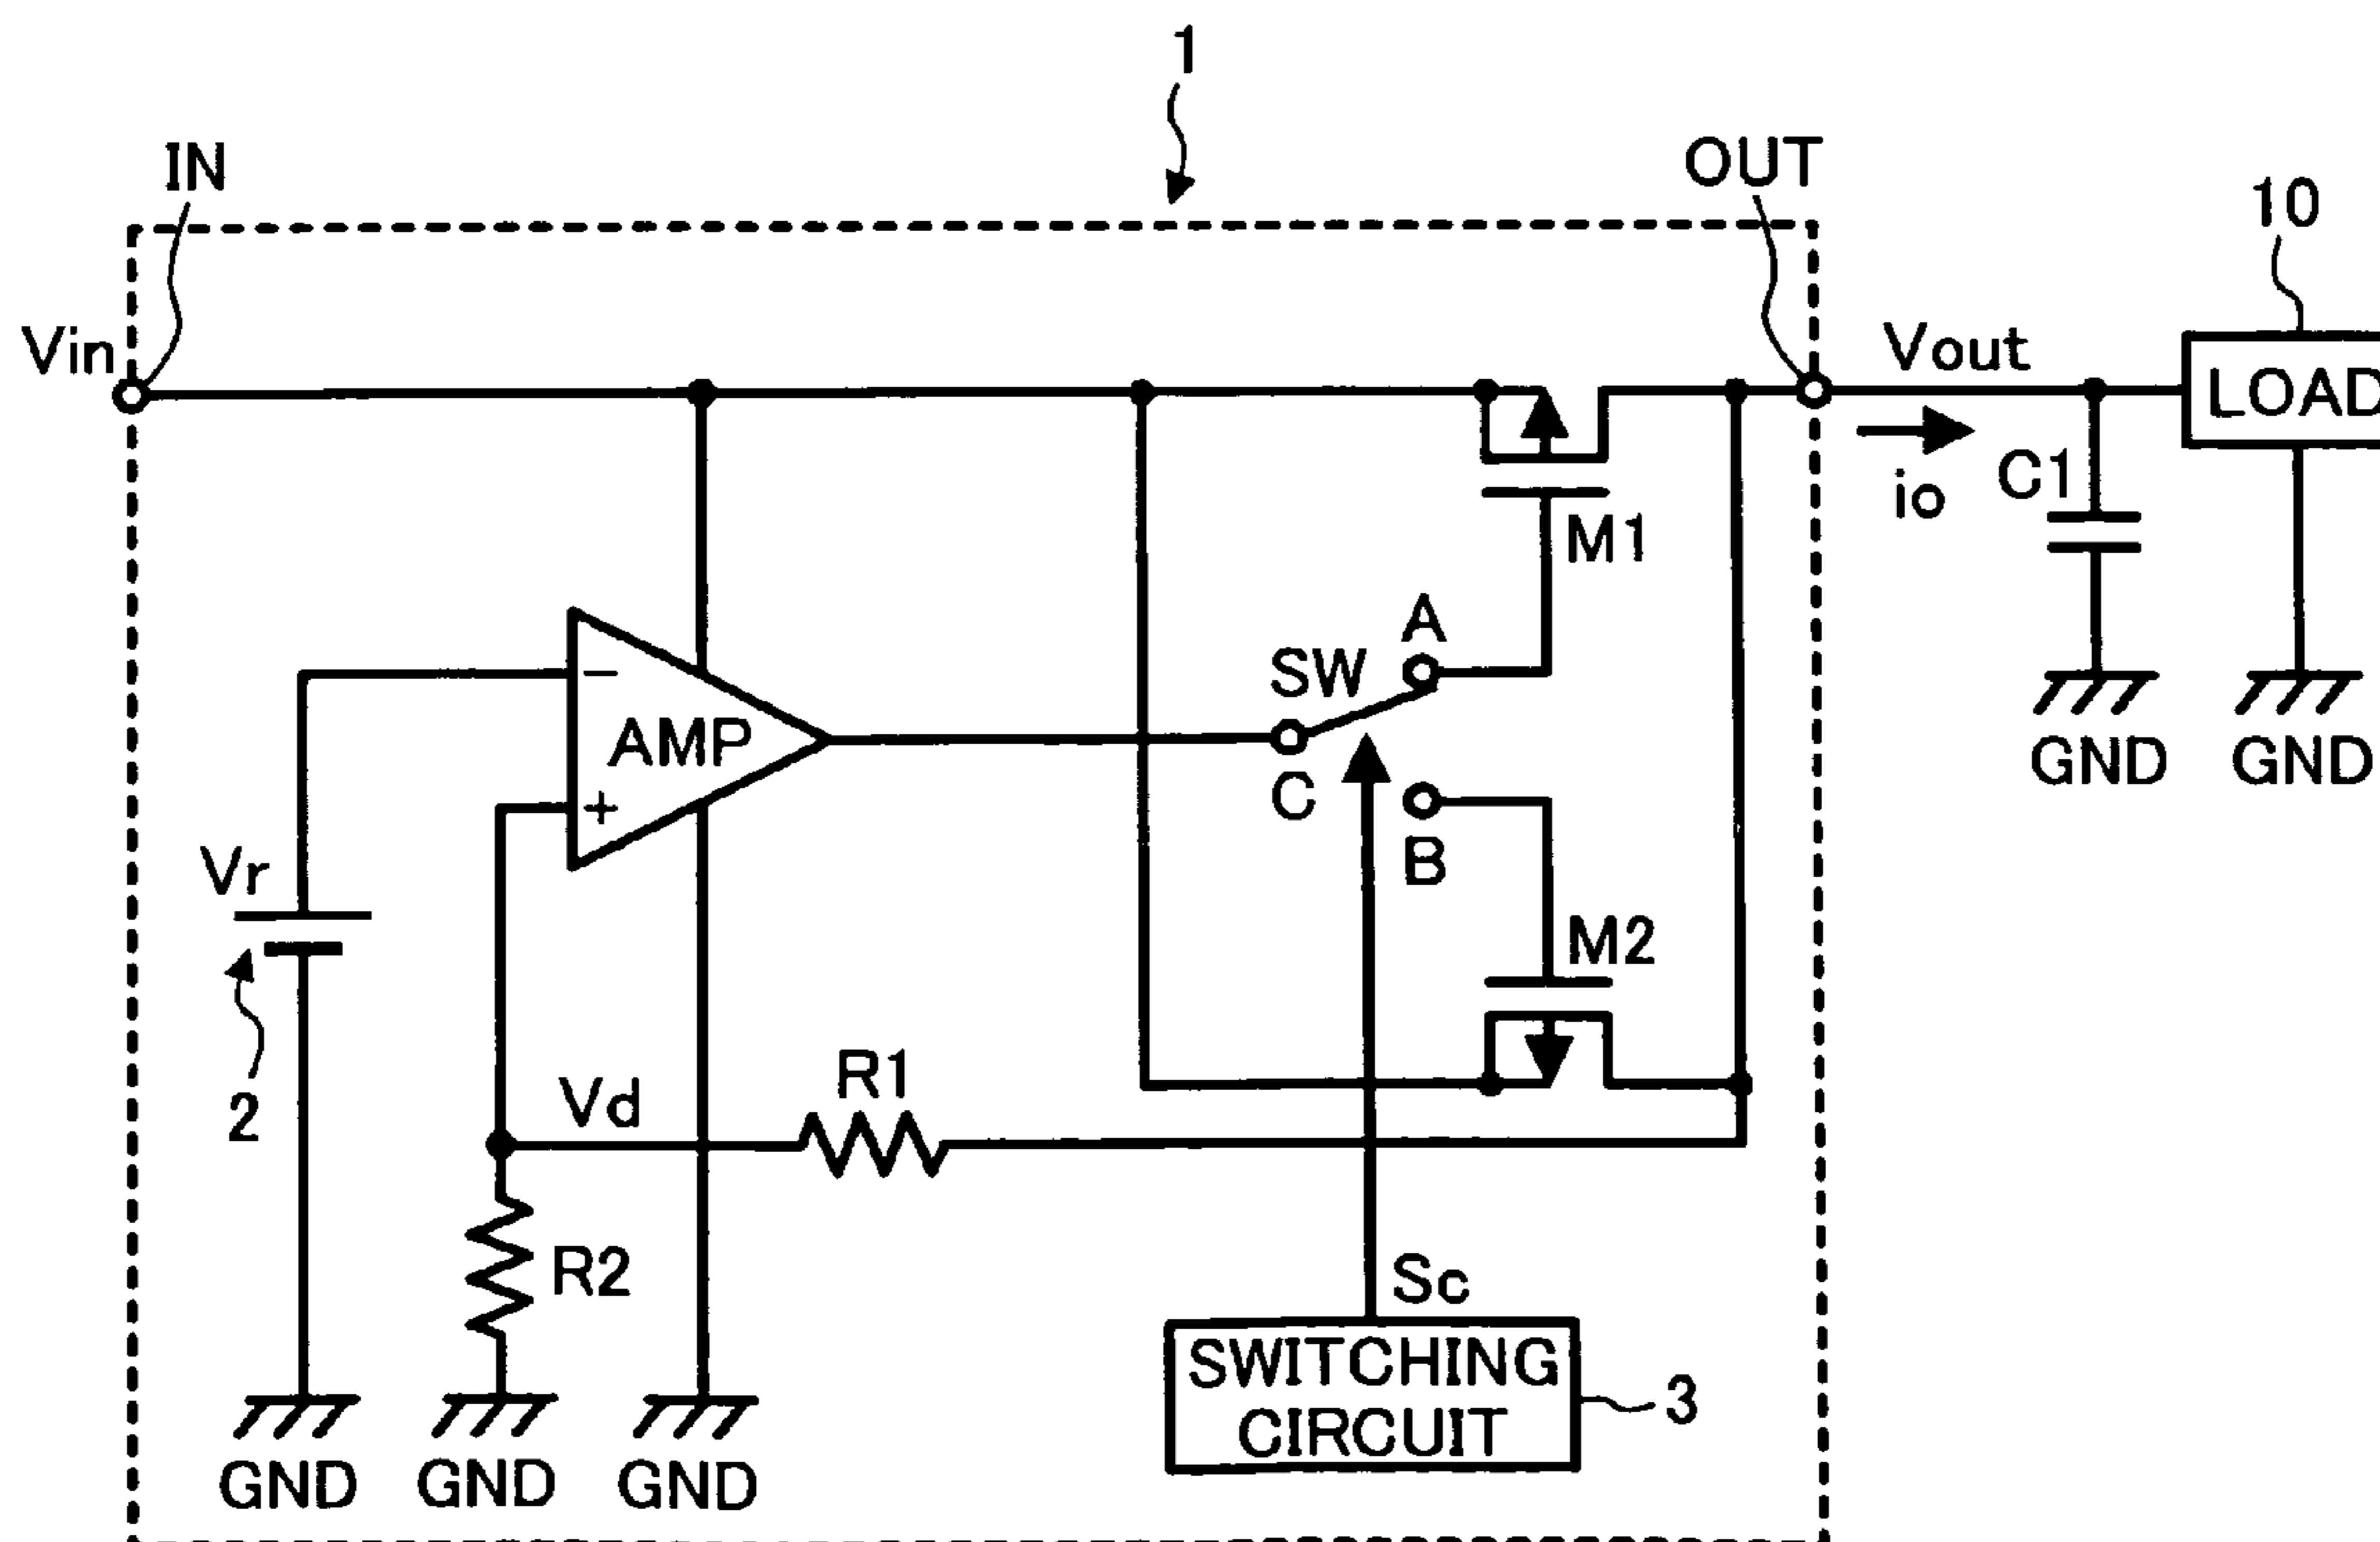 1
IN
OUT
10
Vin
Vout
LOAD
io
C1
M1
A
SW
−
AMP
C
GND
GND
+
B
Vr
M2
2
Vd
R1
R2
Sc
SWITCHING
CIRCUIT
3
GND
GND
GND